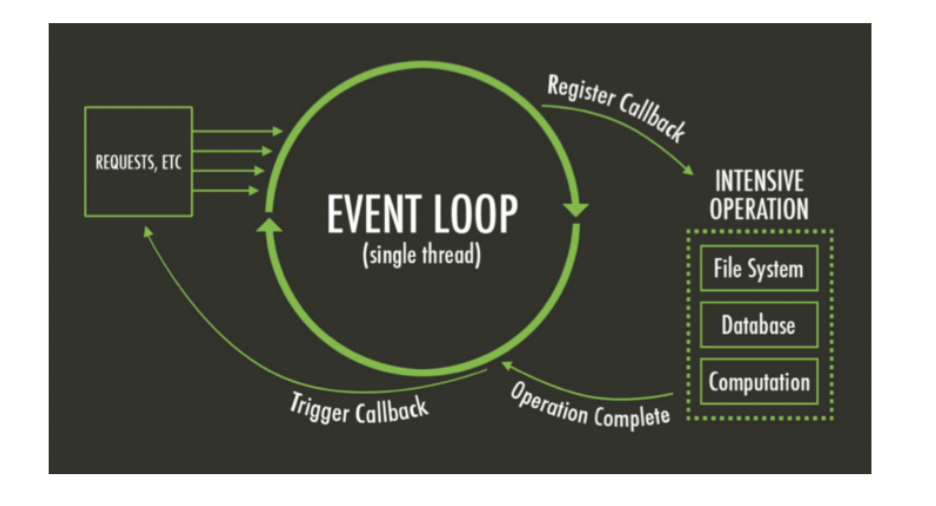 REQUESTS, ETC
EVENT LOOP
(single thread)
Register Callback
INTENSIVE
OPERATION
File System
Database
Computation
Operation Complete
Trigger Callback